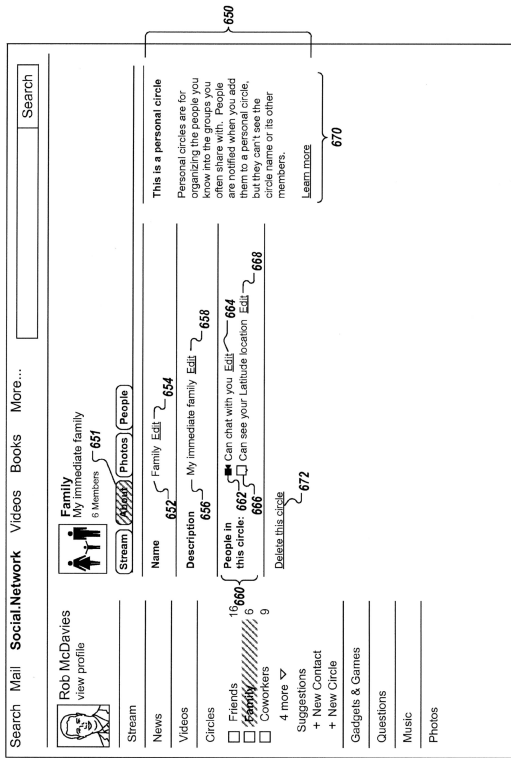 Search Mail Social.Network Videos Books More...
Search
Rob McDavies
view profile
Stream
News
Videos
Circles
Friends 16
Family 6
Coworkers 9
4 more
Suggestions
+ New Contact
+ New Circle
Gadgets & Games
Questions
Music
Photos
Family
My immediate family
6 Members
651
Stream About Photos People
Name
Family Edit
652
654
Description
My immediate family Edit
656
658
People in
this circle:
Can chat with you Edit
Can see your Latitude location Edit
660
662
664
666
668
Delete this circle
672
This is a personal circle
Personal circles are for
organizing the people you
know into the groups you
often share with. People
are notified when you add
them to a personal circle,
but they can't see the
circle name or its other
members.
Learn more
670
650